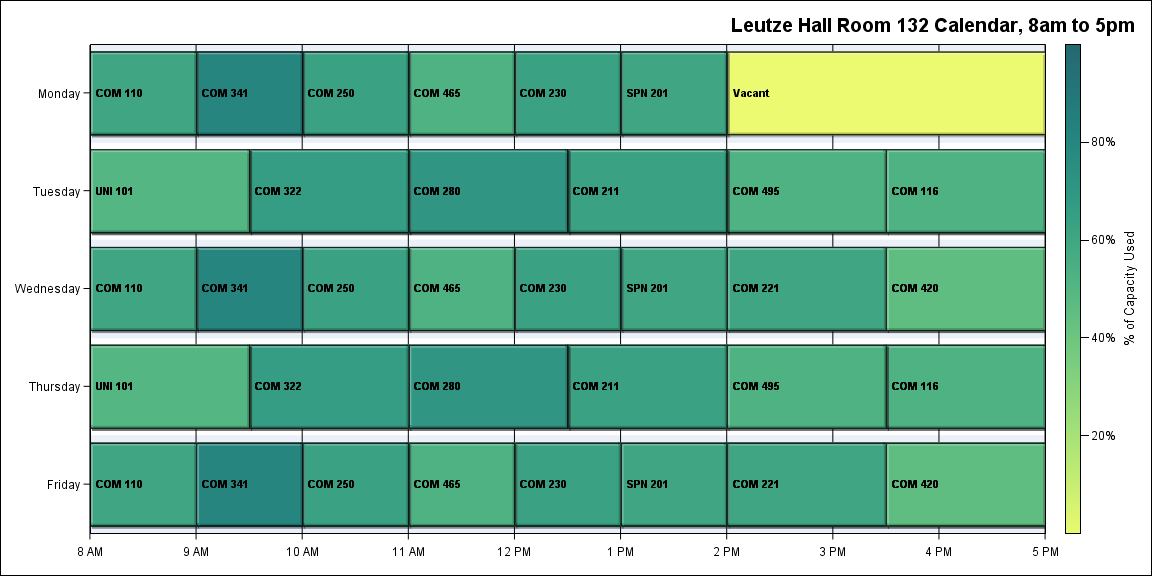 Leutze Hall Room 132 Calendar, 8am to 5pm
Monday
COM 110
COM 341
COM 250
COM 465
COM 230
SPN 201
Vacant
Tuesday
UNI 101
COM 322
COM 280
COM 211
COM 495
COM 116
Wednesday
COM 110
COM 341
COM 250
COM 465
COM 230
SPN 201
COM 221
COM 420
Thursday
UNI 101
COM 322
COM 280
COM 211
COM 495
COM 116
Friday
COM 110
COM 341
COM 250
COM 465
COM 230
SPN 201
COM 221
COM 420
8 AM
9 AM
10 AM
11 AM
12 PM
1 PM
2 PM
3 PM
4 PM
5 PM
80%
60%
40%
20%
% of Capacity Used